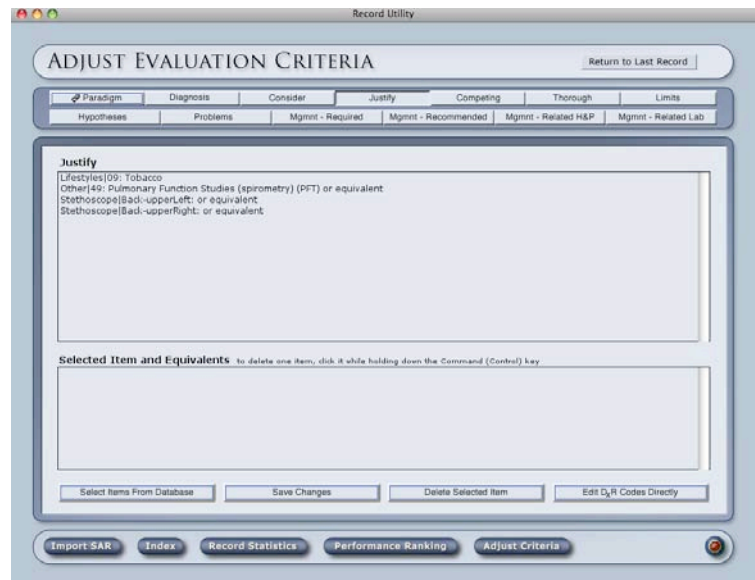 Record Utility
ADJUST EVALUATION CRITERIA
Return to Last Record
Paradigm Diagnosis Consider Justify Competing Thorough Limits
Hypotheses Problems Mgmnt - Required Mgmnt - Recommended Mgmnt - Related H&P Mgmnt - Related Lab
Justify
Lifestyles|09: Tobacco
Other|49: Pulmonary Function Studies (spirometry) (PFT) or equivalent
Stethoscope|Back-upperLeft: or equivalent
Stethoscope|Back-upperRight: or equivalent
Selected Item and Equivalents to delete one item, click it while holding down the Command (Control) key
Select Items From Database Save Changes Delete Selected Item Edit DxR Codes Directly
Import SAR Index Record Statistics Performance Ranking Adjust Criteria